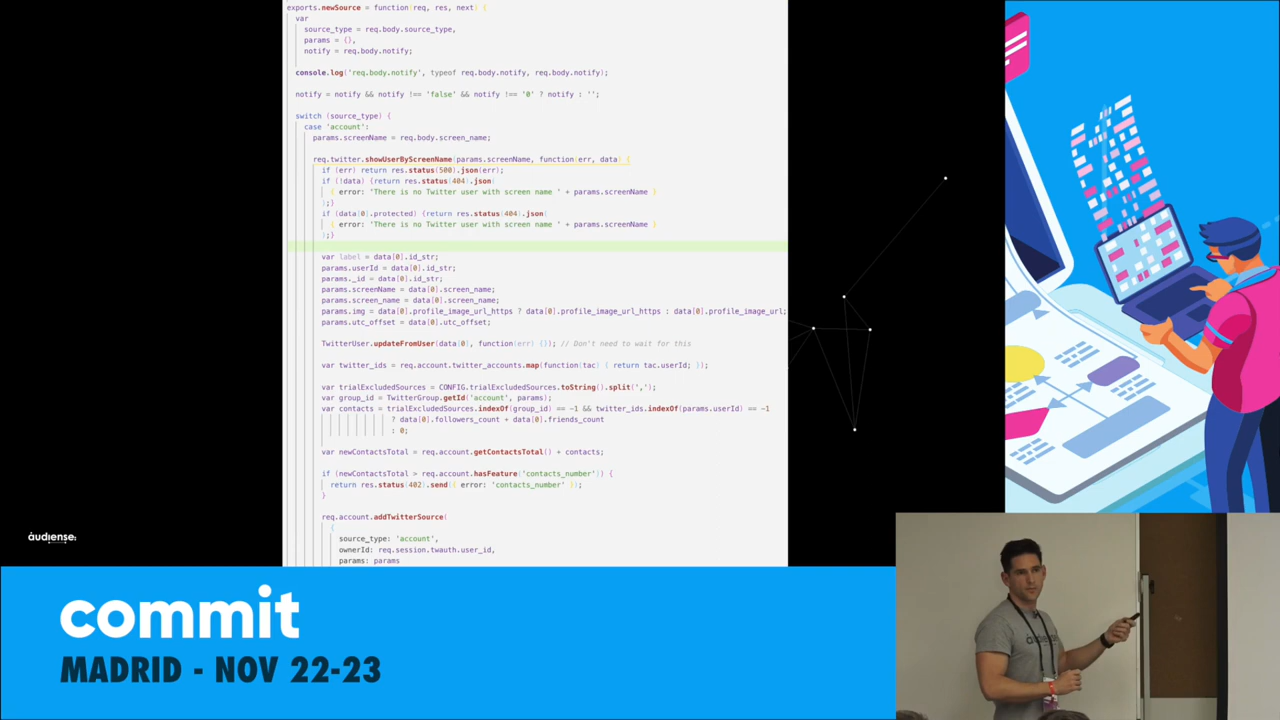 exports.newSource = function(req, res, next) {
var
source_type = req.body.source_type,
params = {},
notify = req.body.notify;
console.log('req.body.notify', typeof req.body.notify, req.body.notify);
notify = notify && notify !== 'false' && notify !== '0' ? notify : '';
switch (source_type) {
case 'account':
params.screenName = req.body.screen_name;
req.twitter.showUserByScreenName(params.screenName, function(err, data) {
if (err) return res.status(500).json(err);
if (!data) {return res.status(404).json(
{ error: 'There is no Twitter user with screen name ' + params.screenName }
);}
if (data[0].protected) {return res.status(404).json(
{ error: 'There is no Twitter user with screen name ' + params.screenName }
);}
var label = data[0].id_str;
params.userId = data[0].id_str;
params._id = data[0].id_str;
params.screenName = data[0].screen_name;
params.screen_name = data[0].screen_name;
params.img = data[0].profile_image_url_https ? data[0].profile_image_url_https : data[0].profile_image_url;
params.utc_offset = data[0].utc_offset;
TwitterUser.updateFromUser(data[0], function(err) {}); // Don't need to wait for this
var twitter_ids = req.account.twitter_accounts.map(function(tac) { return tac.userId; });
var trialExcludedSources = CONFIG.trialExcludedSources.toString().split(',');
var group_id = TwitterGroup.getId('account', params);
var contacts = trialExcludedSources.indexOf(group_id) == -1 && twitter_ids.indexOf(params.userId) == -1
? data[0].followers_count + data[0].friends_count
: 0;
var newContactsTotal = req.account.getContactsTotal() + contacts;
if (newContactsTotal > req.account.hasFeature('contacts_number')) {
return res.status(402).send({ error: 'contacts_number' });
}
req.account.addTwitterSource(
{
source_type: 'account',
ownerId: req.session.twauth.user_id,
params: params
audiense:
commit
MADRID - NOV 22-23